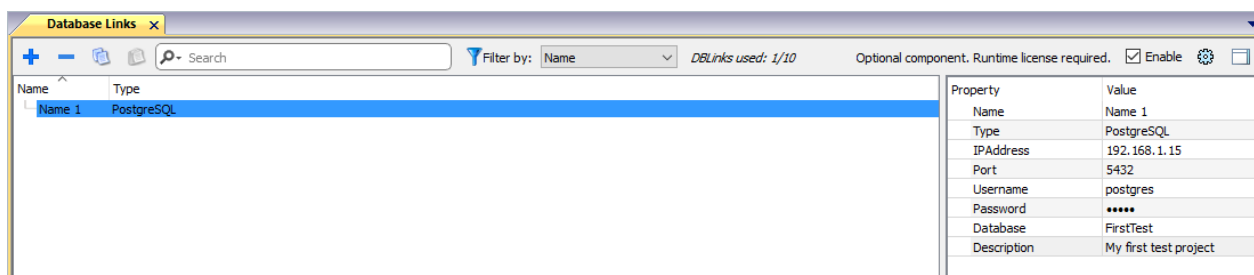 Database Links x
Search Filter by: Name DBLinks used: 1/10 Optional component. Runtime license required. Enable
Name Type
Name 1 PostgreSQL
Property Value
Name Name 1
Type PostgreSQL
IPAddress 192.168.1.15
Port 5432
Username postgres
Password •••••
Database FirstTest
Description My first test project